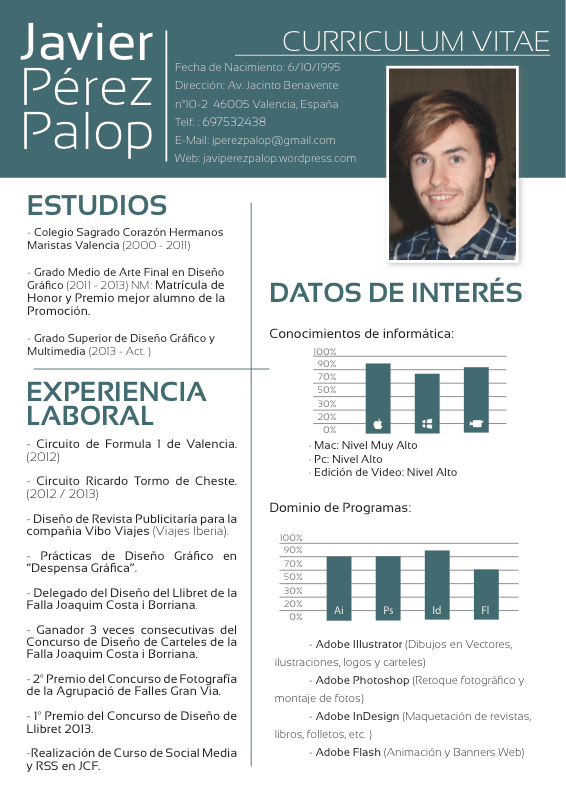 Javier
Pérez
Palop
CURRICULUM VITAE
Fecha de Nacimiento: 6/10/1995
Dirección: Av. Jacinto Benavente
nº10-2 46005 Valencia, España
Telf. : 697532438
E-Mail: jperezpalop@gmail.com
Web: javiperezpalop.wordpress.com
ESTUDIOS
- Colegio Sagrado Corazón Hermanos
Maristas Valencia (2000 - 2011)
- Grado Medio de Arte Final en Diseño
Gráfico (2011 - 2013) NM: Matrícula de
Honor y Premio mejor alumno de la
Promoción.
- Grado Superior de Diseño Gráfico y
Multimedia (2013 - Act. )
EXPERIENCIA
LABORAL
- Circuito de Formula 1 de Valencia.
(2012)
- Circuito Ricardo Tormo de Cheste.
(2012 / 2013)
- Diseño de Revista Publicitaría para la
compañia Vibo Viajes (Viajes Iberia).
- Prácticas de Diseño Gráfico en
"Despensa Gráfica".
- Delegado del Diseño del Llibret de la
Falla Joaquim Costa i Borriana.
- Ganador 3 veces consecutivas del
Concurso de Diseño de Carteles de la
Falla Joaquim Costa i Borriana.
- 2º Premio del Concurso de Fotografía
de la Agrupació de Falles Gran Via.
- 1º Premio del Concurso de Diseño de
Llibret 2013.
-Realización de Curso de Social Media
y RSS en JCF.
DATOS DE INTERÉS
Conocimientos de informática:
100%
90%
70%
50%
30%
20%
0%
- Mac: Nivel Muy Alto
- Pc: Nivel Alto
- Edición de Video: Nivel Alto
Dominio de Programas:
100%
90%
70%
50%
30%
20%
0%
Ai Ps Id Fl
- Adobe Illustrator (Dibujos en Vectores,
ilustraciones, logos y carteles)
- Adobe Photoshop (Retoque fotográfico y
montaje de fotos)
- Adobe InDesign (Maquetación de revistas,
libros, folletos, etc. )
- Adobe Flash (Animación y Banners Web)